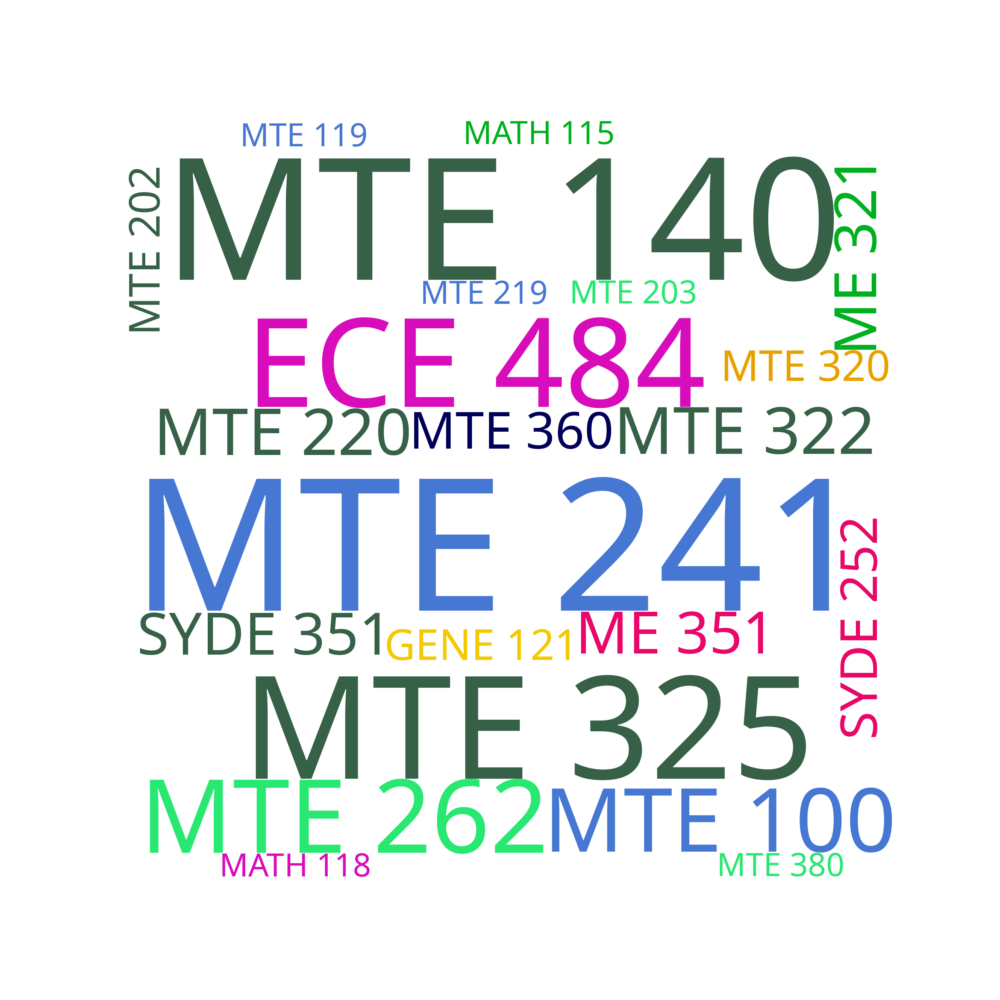 MTE 119
MATH 115
MTE 202
MTE 140
ME 321
MTE 219
MTE 203
ECE 484
MTE 320
MTE 220
MTE 360
MTE 322
MTE 241
SYDE 252
SYDE 351
GENE 121
ME 351
MTE 325
MTE 262
MTE 100
MATH 118
MTE 380